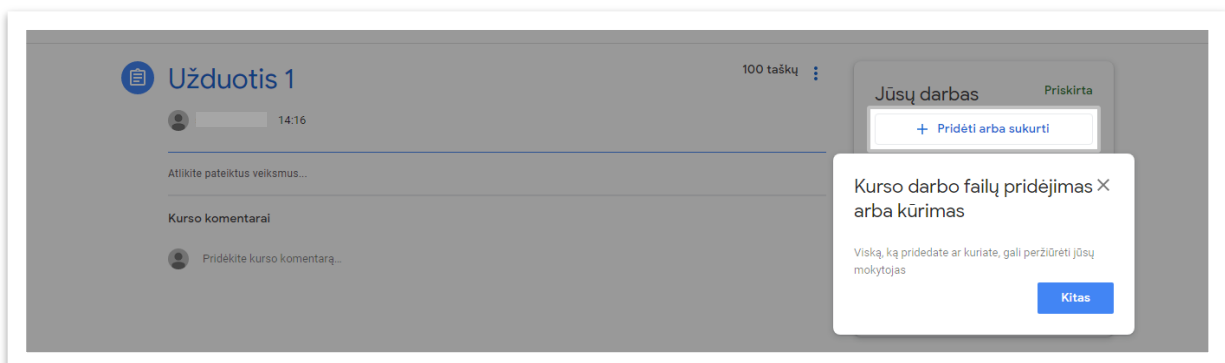 Užduotis 1
100 taškų
14:16
Atlikite pateiktus veiksmus...
Kurso komentarai
Pridėkite kurso komentarą...
Jūsų darbas
Priskirta
+ Pridėti arba sukurti
Kurso darbo failų pridėjimas
arba kūrimas
Viską, ką pridedate ar kuriate, gali peržiūrėti jūsų
mokytojas
Kitas